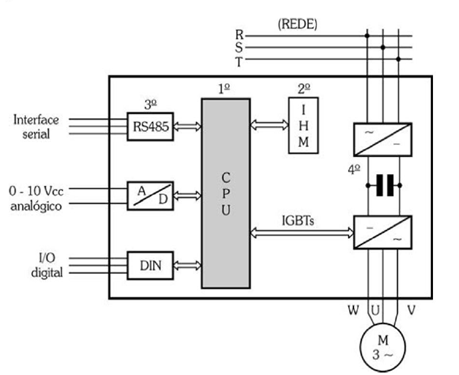 (REDE)
R
S
T
1º
2º
3º
Interface
serial
RS485
I
H
M
C
P
U
~
–
4º
0 - 10 Vcc
analógico
A
D
IGBTs
–
~
I/O
digital
DIN
W U V
M
3 ~